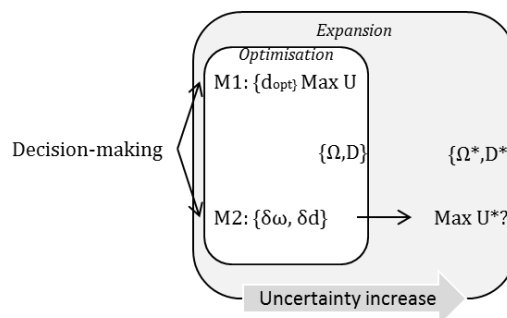 Expansion
Optimisation
M1: {dopt} Max U
Decision-making
{Ω,D}
{Ω*,D*
M2: {δω, δd}
Max U*?
Uncertainty increase